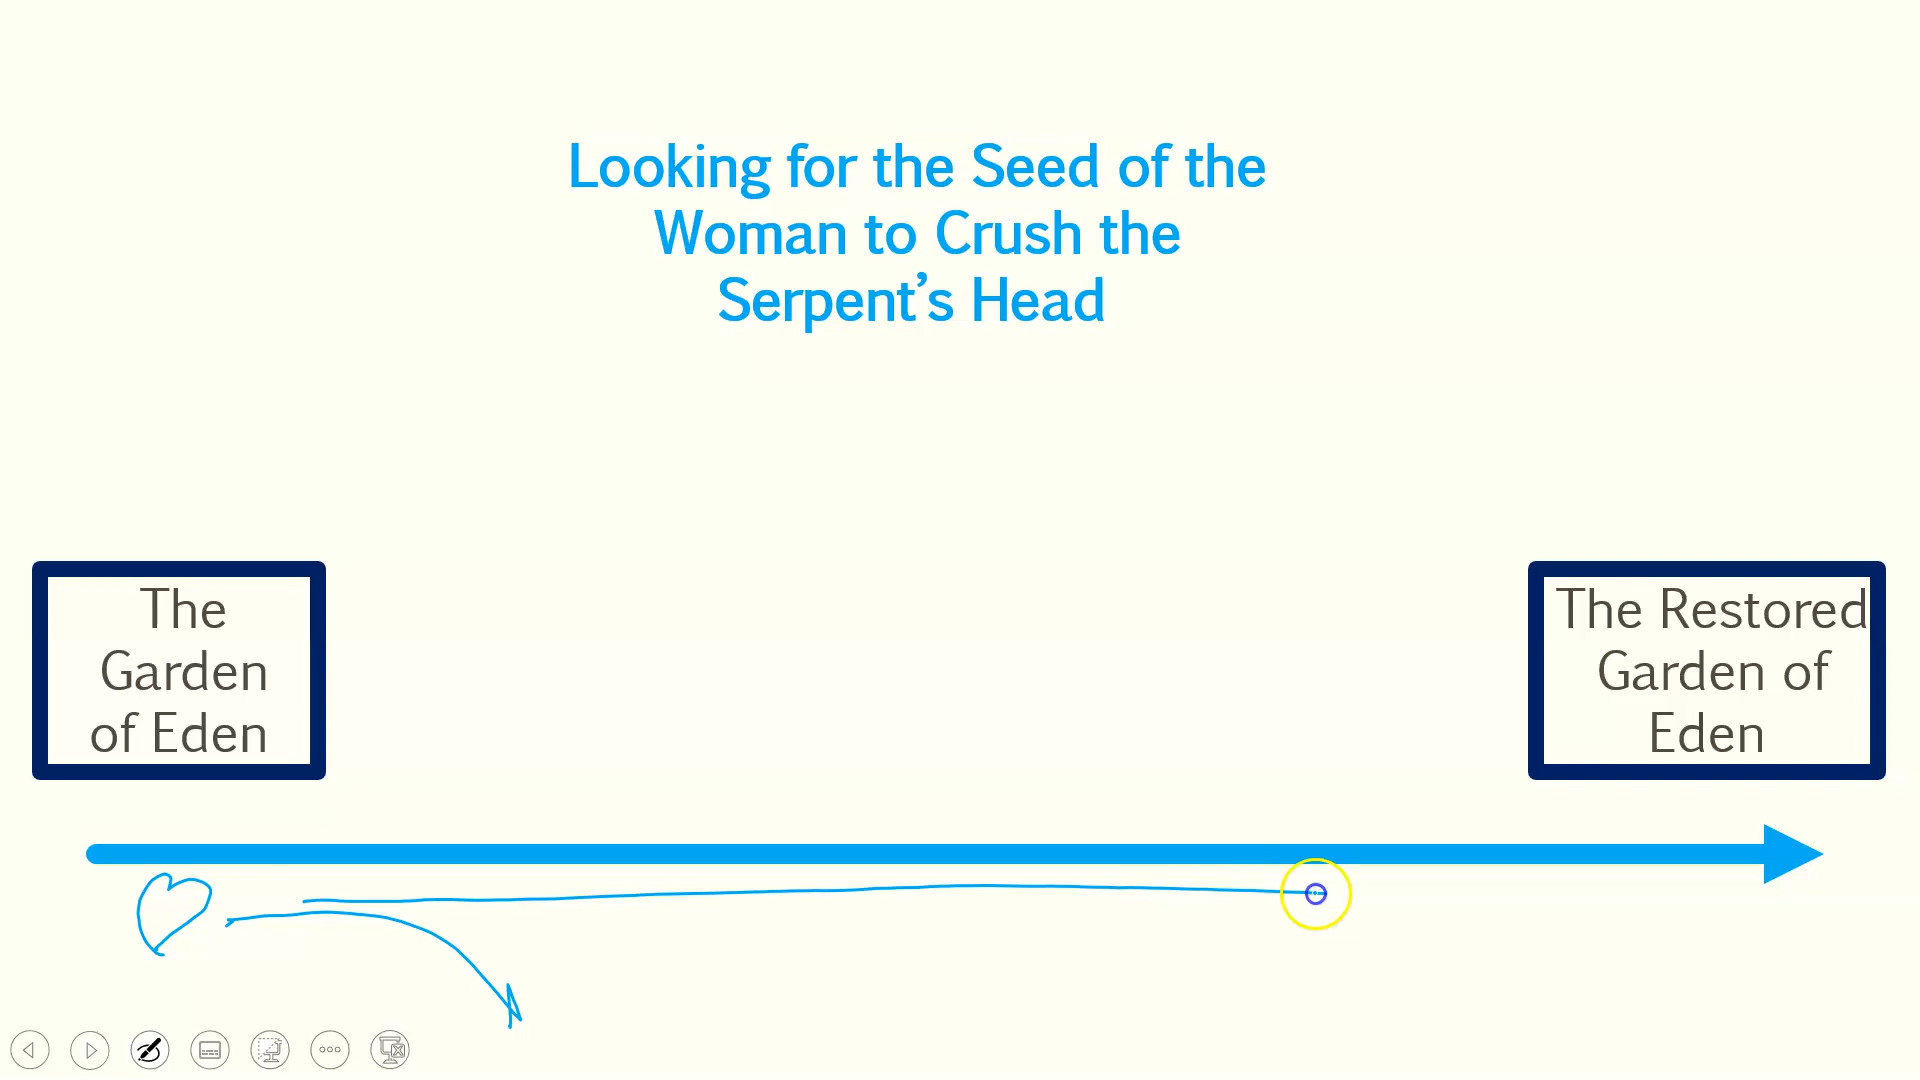 Looking for the Seed of the
Woman to Crush the
Serpent’s Head
The
Garden
of Eden
The Restored
Garden of
Eden